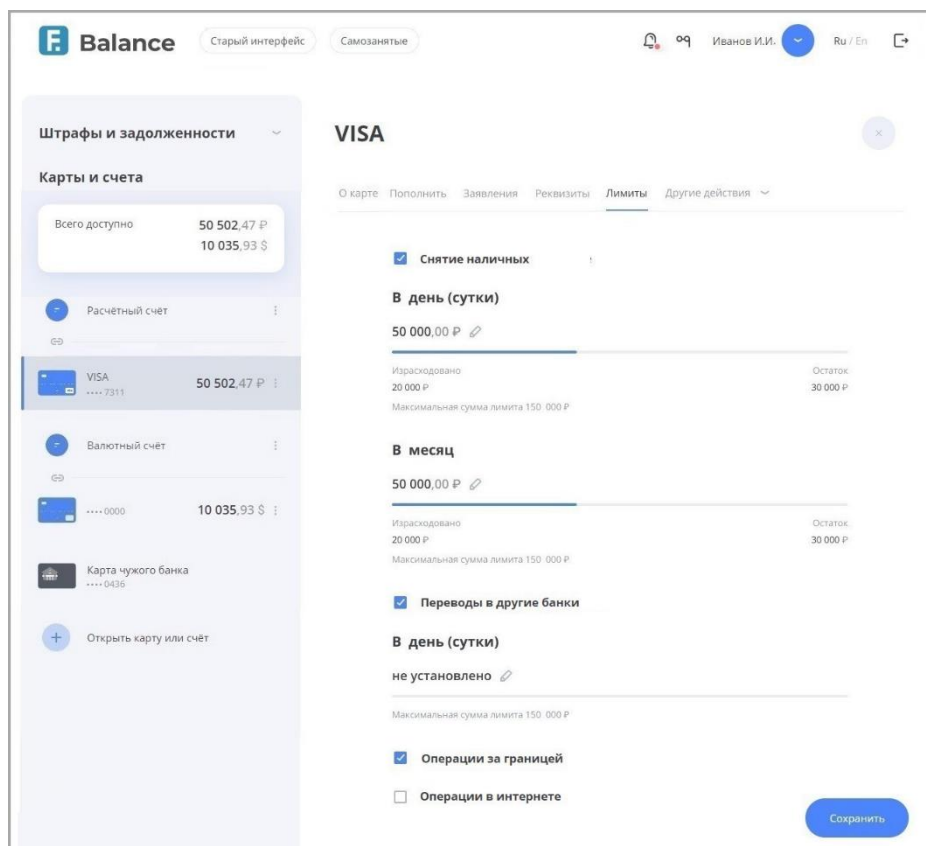 F. Balance
Старый интерфейс
Самозанятые
Иванов И.И.
Ru / En
Штрафы и задолженности
Карты и счета
Всего доступно 50 502,47 ₽
10 035,93 $
Расчётный счёт
VISA 50 502,47 ₽
•••• 7311
Валютный счёт
•••• 0000 10 035,93 $
Карта чужого банка
•••• 0436
Открыть карту или счёт
VISA
О карте Пополнить Заявления Реквизиты Лимиты Другие действия
Снятие наличных
В день (сутки)
50 000,00 ₽
Израсходовано Остаток
20 000 ₽ 30 000 ₽
Максимальная сумма лимита 150 000 ₽
В месяц
50 000,00 ₽
Израсходовано Остаток
20 000 ₽ 30 000 ₽
Максимальная сумма лимита 150 000 ₽
Переводы в другие банки
В день (сутки)
не установлено
Максимальная сумма лимита 150 000 ₽
Операции за границей
Операции в интернете
Сохранить